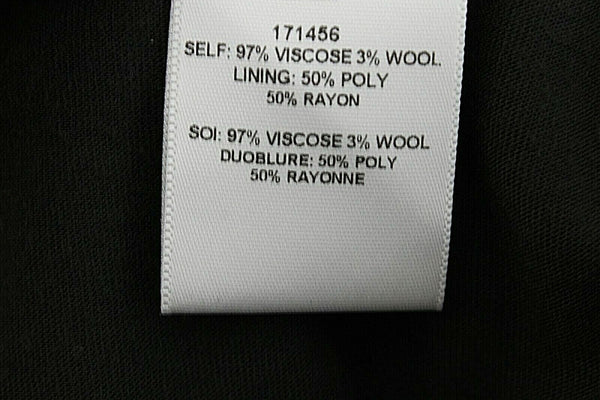 171456
SELF: 97% VISCOSE 3% WOOL
LINING: 50% POLY
50% RAYON
SOI: 97% VISCOSE 3% WOOL
DUOBLURE: 50% POLY
50% RAYONNE